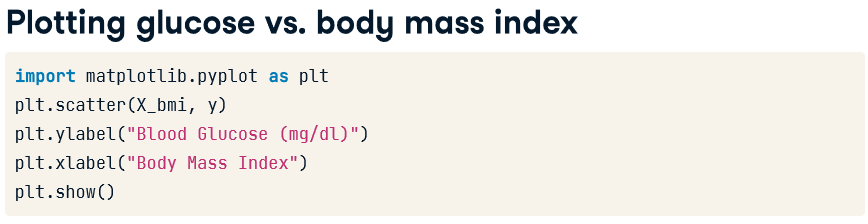 Plotting glucose vs. body mass index
import matplotlib.pyplot as plt
plt.scatter(X_bmi, y)
plt.ylabel("Blood Glucose (mg/dl)")
plt.xlabel("Body Mass Index")
plt.show()